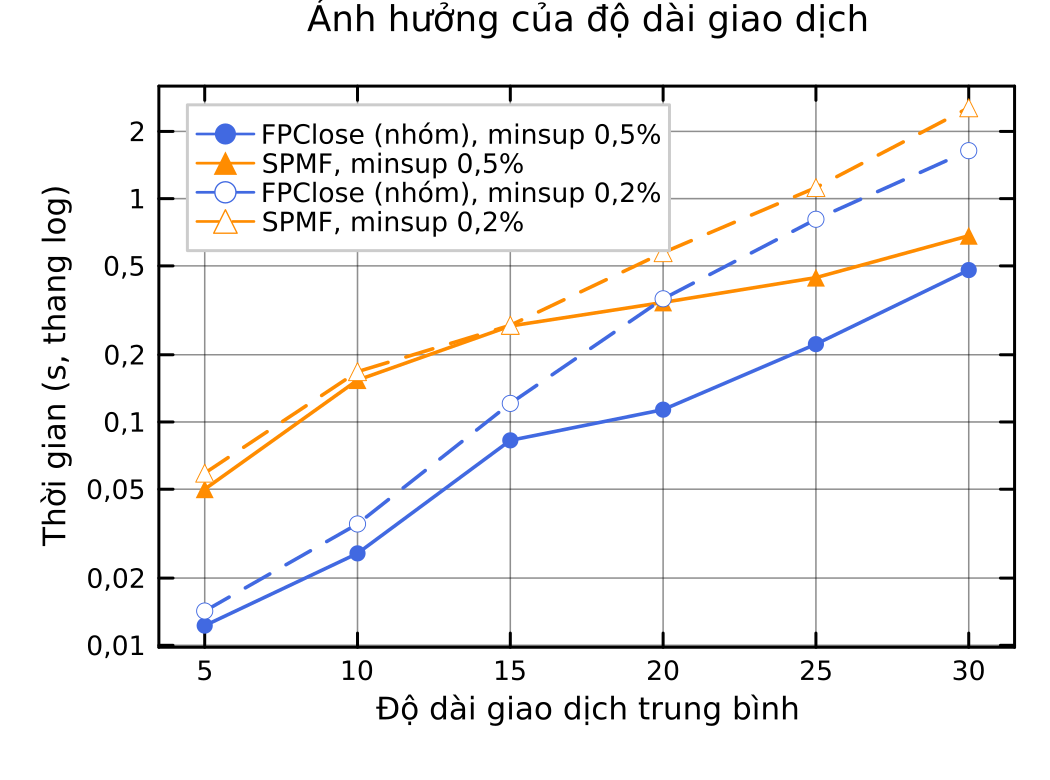 Ảnh hưởng của độ dài giao dịch
FPClose (nhóm), minsup 0,5%
SPMF, minsup 0,5%
FPClose (nhóm), minsup 0,2%
SPMF, minsup 0,2%
Thời gian (s, thang log)
2
1
0,5
0,2
0,1
0,05
0,02
0,01
5 10 15 20 25 30
Độ dài giao dịch trung bình